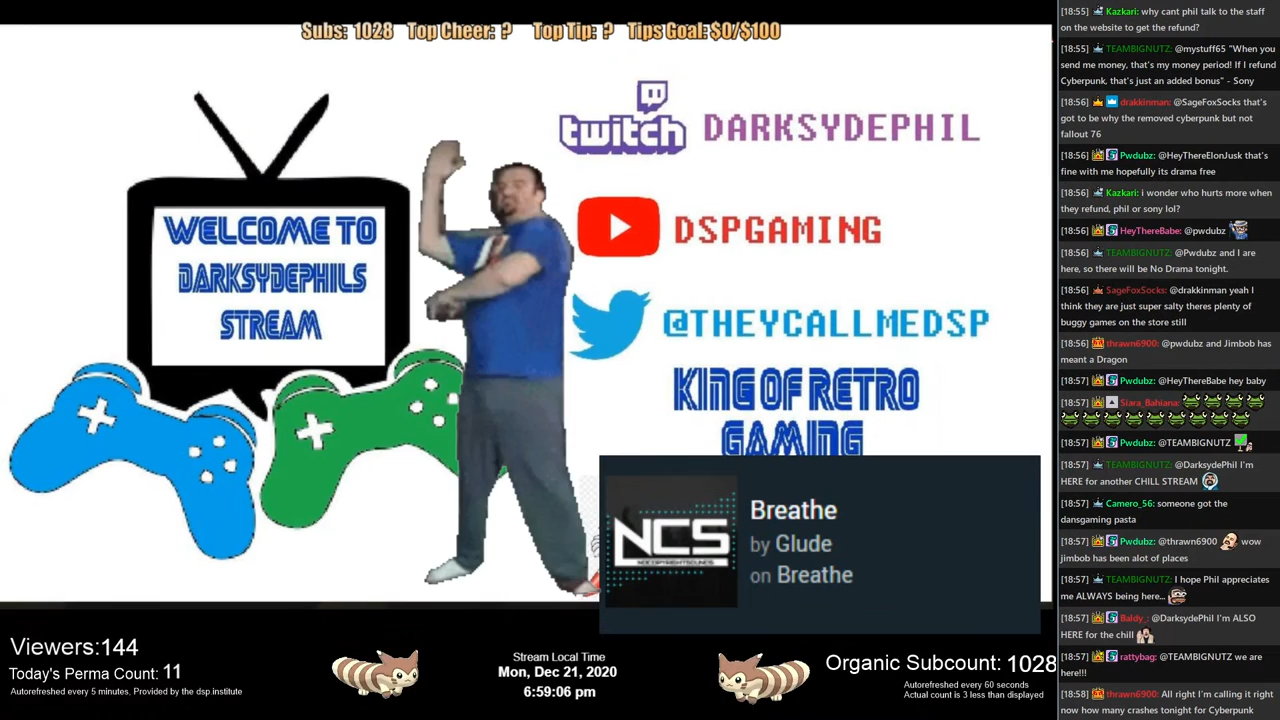 Subs: 1028 Top Cheer: ? Top Tip: ? Tips Goal: $0/$100
WELCOME TO
DARKSYDEPHILS
STREAM
twitch DARKSYDEPHIL
DSPGAMING
@THEYCALLMEDSP
KING OF RETRO
GAMING
NCS
Breathe
by Glude
on Breathe
Viewers:144
Today's Perma Count: 11
Autorefreshed every 5 minutes, Provided by the dsp.institute
Stream Local Time
Mon, Dec 21, 2020
6:59:06 pm
Organic Subcount: 1028
Autorefreshed every 60 seconds
Actual count is 3 less than displayed
[18:55] Kazkari: why cant phil talk to the staff
on the website to get the refund?
[18:55] TEAMBIGNUTZ: @mystuff65 "When you
send me money, that's my money period! If I refund
Cyberpunk, that's just an added bonus" - Sony
[18:56] drakkinman: @SageFoxSocks that's
got to be why the removed cyberpunk but not
fallout 76
[18:56] Pwdubz: @HeyThereElonJusk that's
fine with me hopefully its drama free
[18:56] Kazkari: i wonder who hurts more when
they refund, phil or sony lol?
[18:56] HeyThereBabe: @pwdubz
[18:56] TEAMBIGNUTZ: @Pwdubz and I are
here, so there will be No Drama tonight.
[18:56] SageFoxSocks: @drakkinman yeah I
think they are just super salty theres plenty of
buggy games on the store still
[18:56] thrawn6900: @pwdubz and Jimbob has
meant a Dragon
[18:57] Pwdubz: @HeyThereBabe hey baby
[18:57] Siara_Bahiana:
[18:57] Pwdubz: @TEAMBIGNUTZ
[18:57] TEAMBIGNUTZ: @DarksydePhil I'm
HERE for another CHILL STREAM
[18:57] Camero_56: someone got the
dansgaming pasta
[18:57] Pwdubz: @thrawn6900 wow
jimbob has been alot of places
[18:57] TEAMBIGNUTZ: I hope Phil appreciates
me ALWAYS being here...
[18:57] Baldy_: @DarksydePhil I'm ALSO
HERE for the chill
[18:57] rattybag: @TEAMBIGNUTZ we are
here!!!
[18:58] thrawn6900: All right I'm calling it right
now how many crashes tonight for Cyberpunk